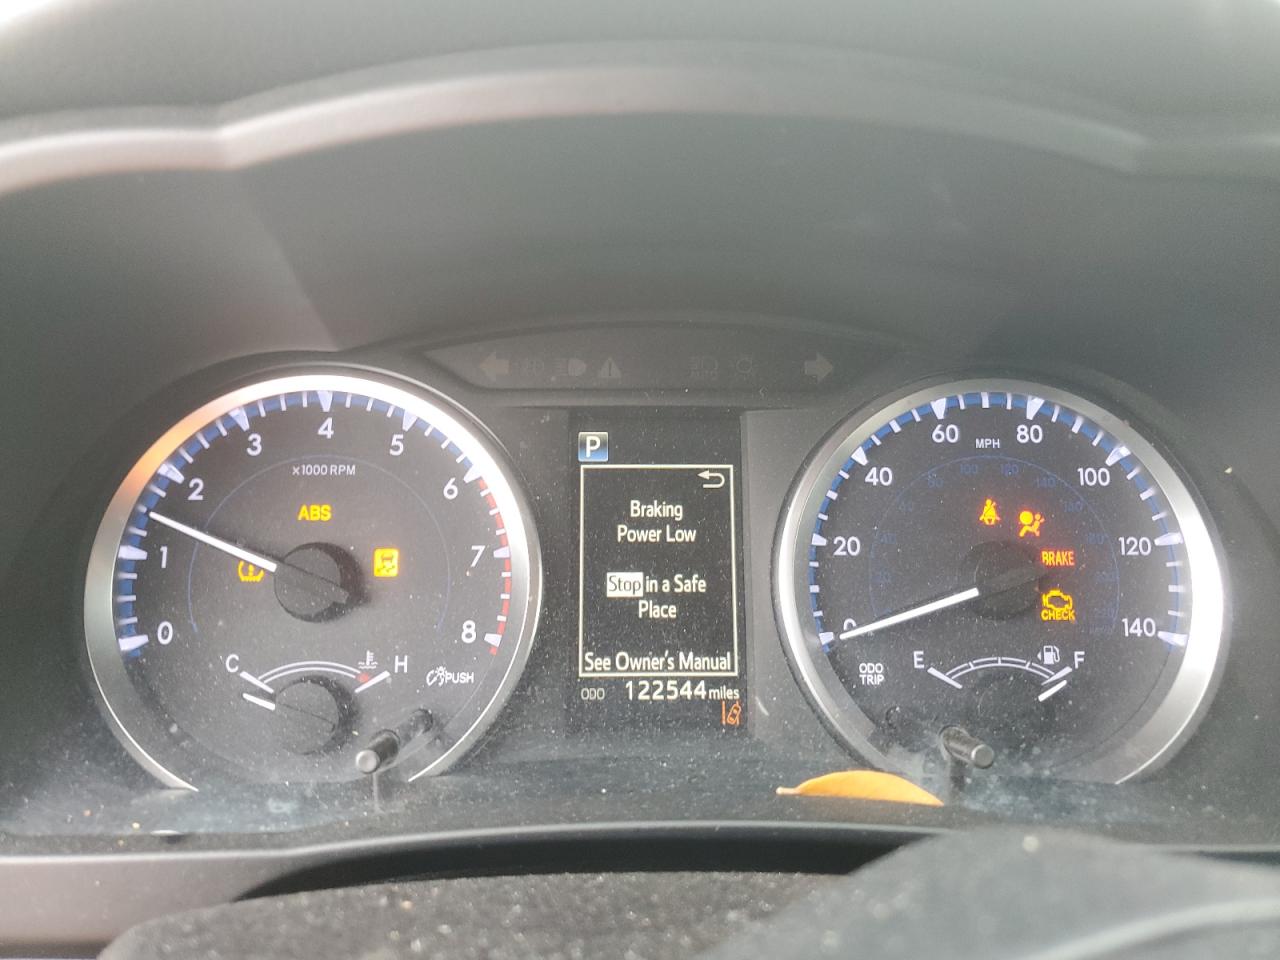 4
3
5
2
×1000 RPM
6
ABS
1
7
0
8
C
H
PUSH
P
Braking
Power Low
Stop in a Safe
Place
See Owner's Manual
ODO 122544 miles
60
MPH
80
40
100
20
120
BRAKE
CHECK
0
140
ODO
TRIP
E
F